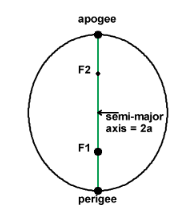 apogee
F2
semi-major
axis = 2a
F1
perigee